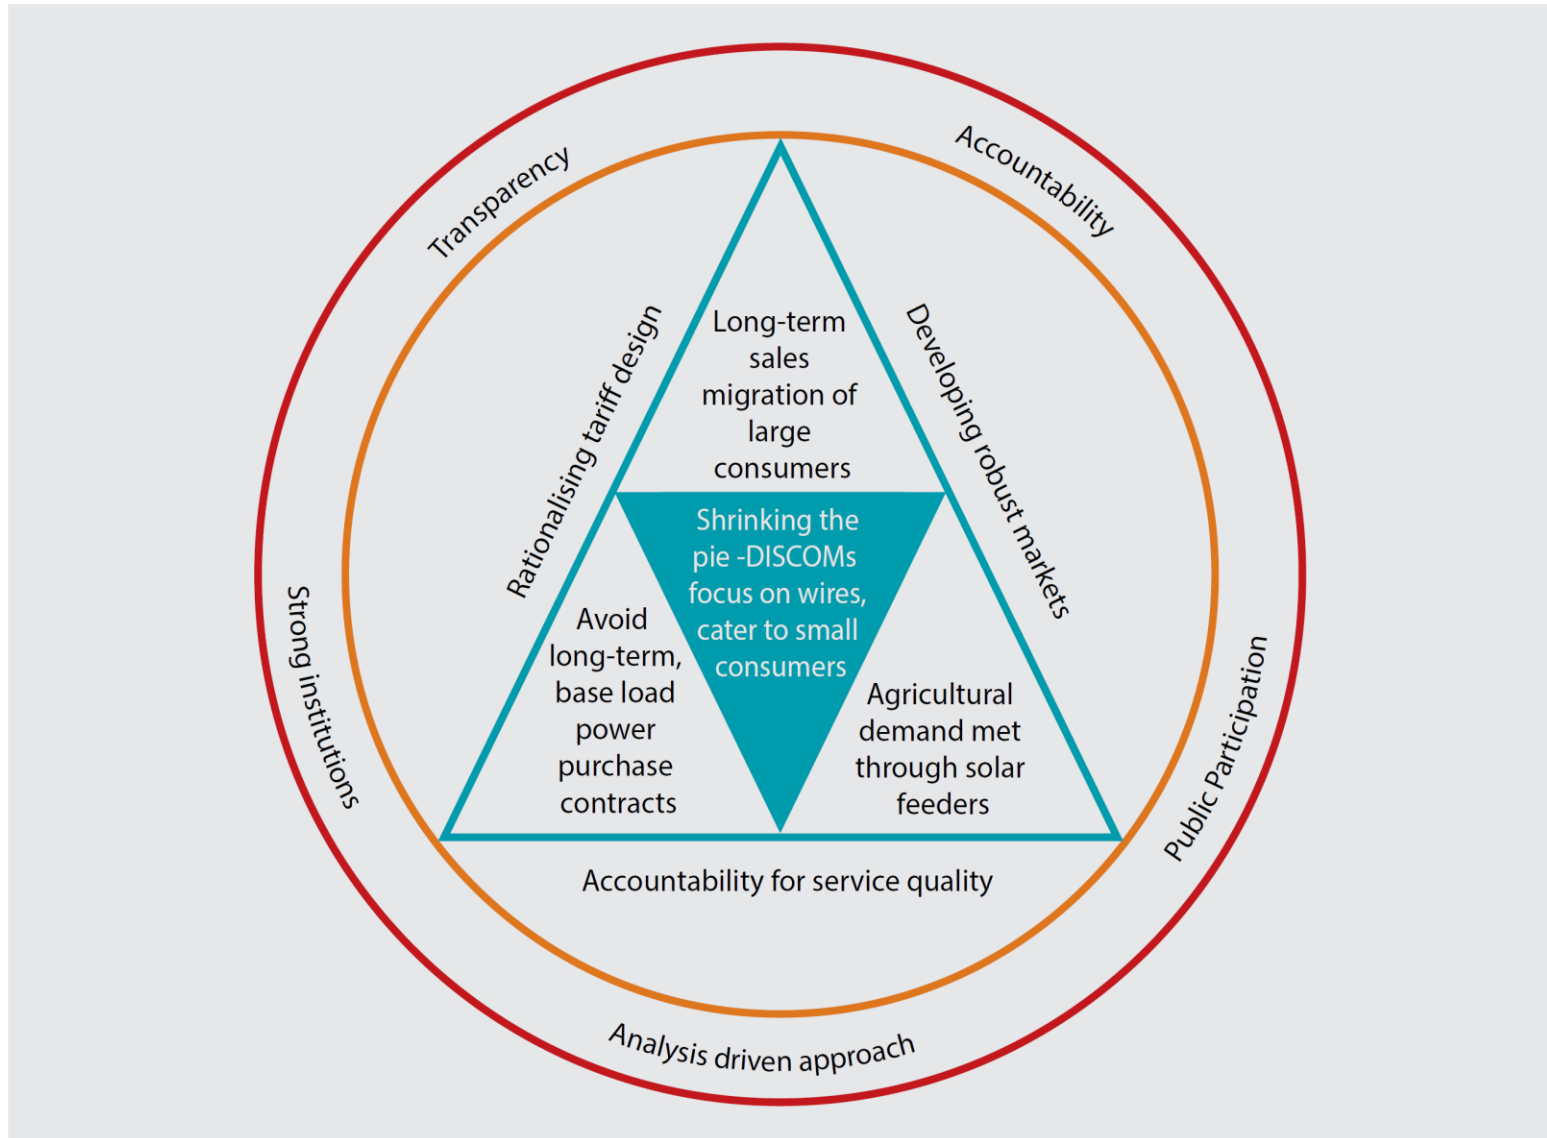 Transparency
Accountability
Rationalising tariff design
Developing robust markets
Long-term
sales
migration of
large
consumers
Shrinking the
pie -DISCOMs
focus on wires,
cater to small
consumers
Avoid
long-term,
base load
power
purchase
contracts
Agricultural
demand met
through solar
feeders
Strong institutions
Public Participation
Accountability for service quality
Analysis driven approach